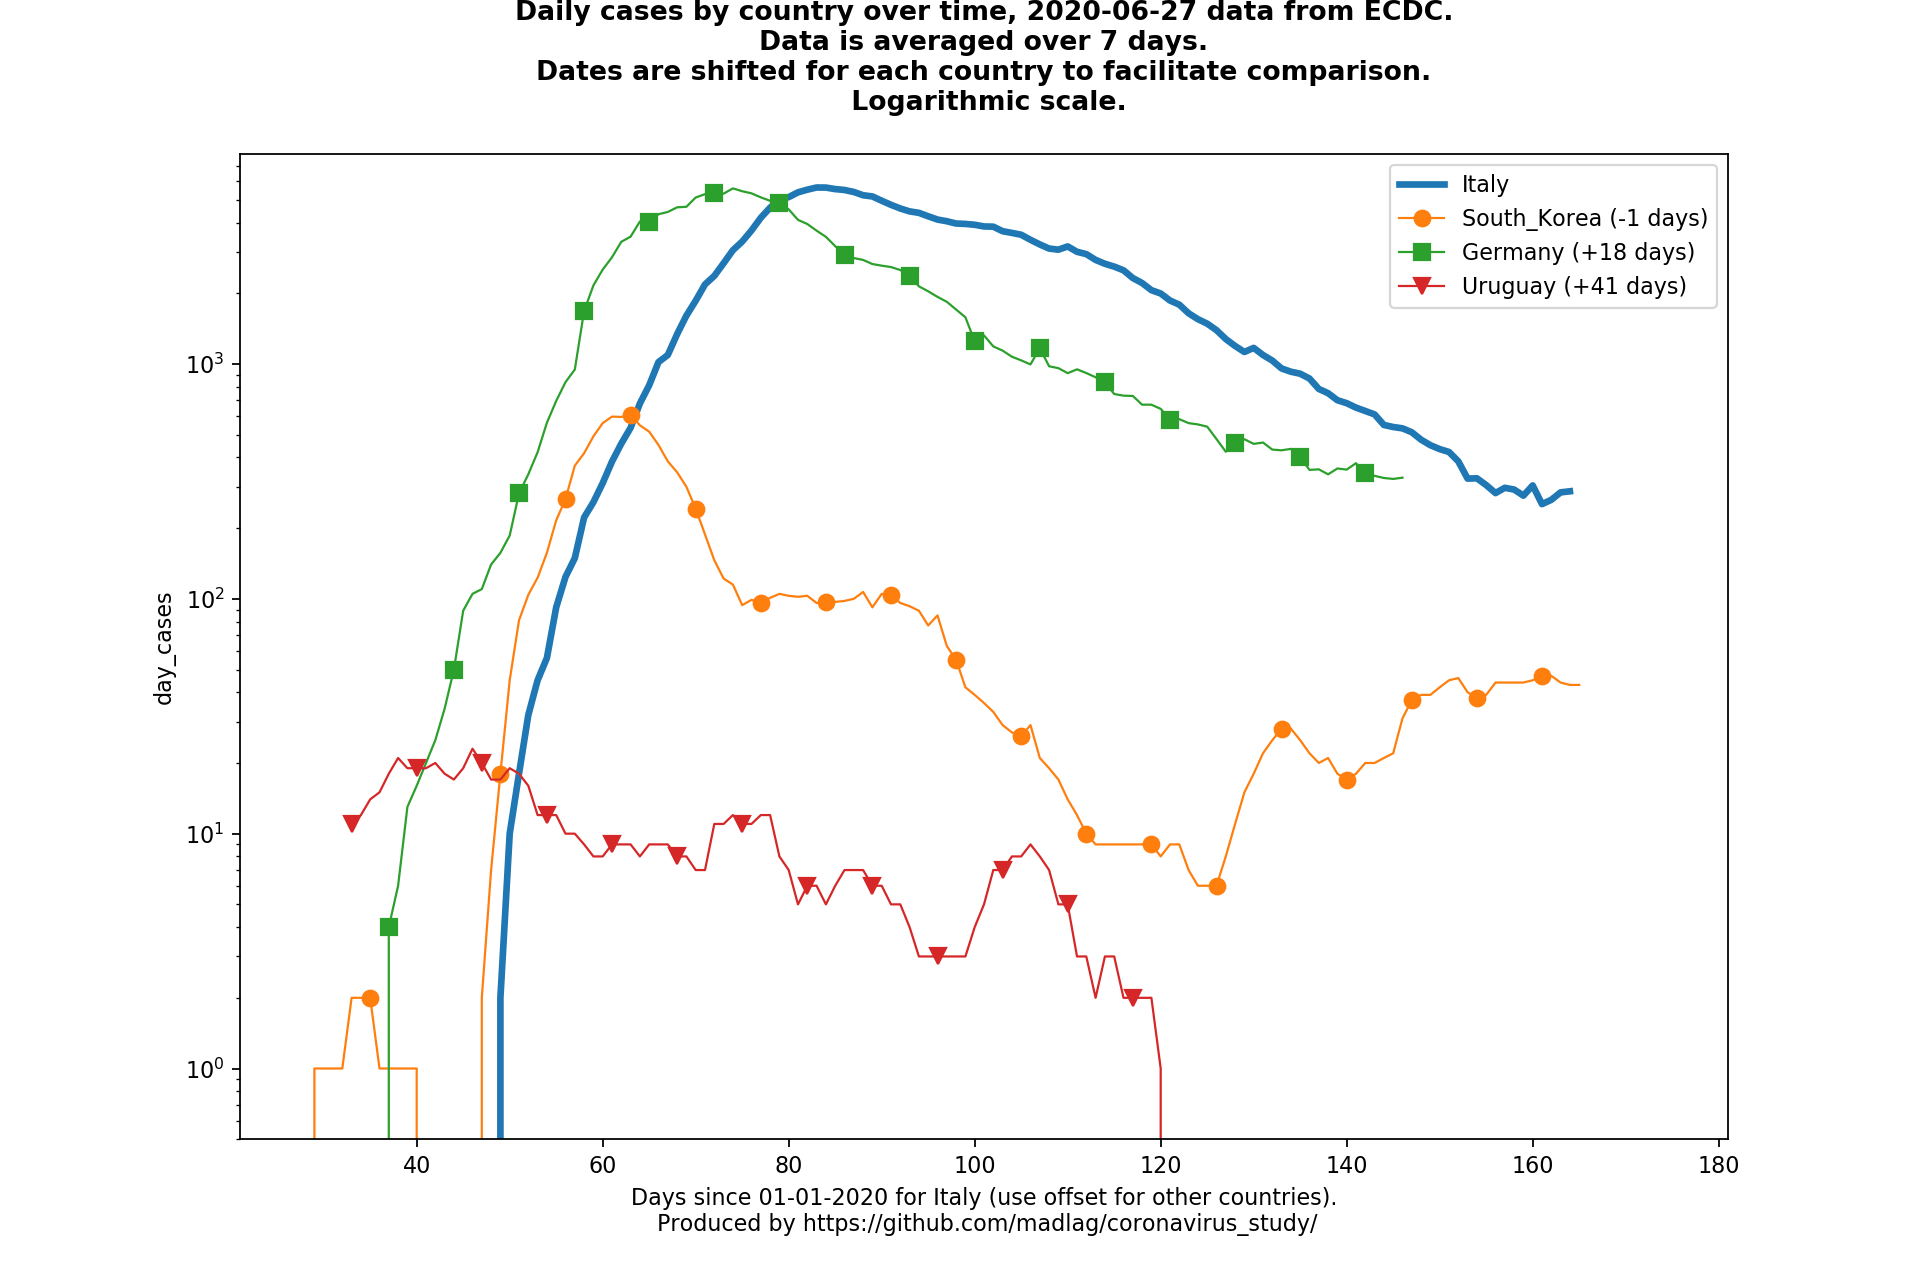 Daily cases by country over time, 2020-06-27 data from ECDC.
Data is averaged over 7 days.
Dates are shifted for each country to facilitate comparison.
Logarithmic scale.
Italy
South_Korea (-1 days)
Germany (+18 days)
Uruguay (+41 days)
10³
10²
10¹
10⁰
day_cases
40 60 80 100 120 140 160 180
Days since 01-01-2020 for Italy (use offset for other countries).
Produced by https://github.com/madlag/coronavirus_study/